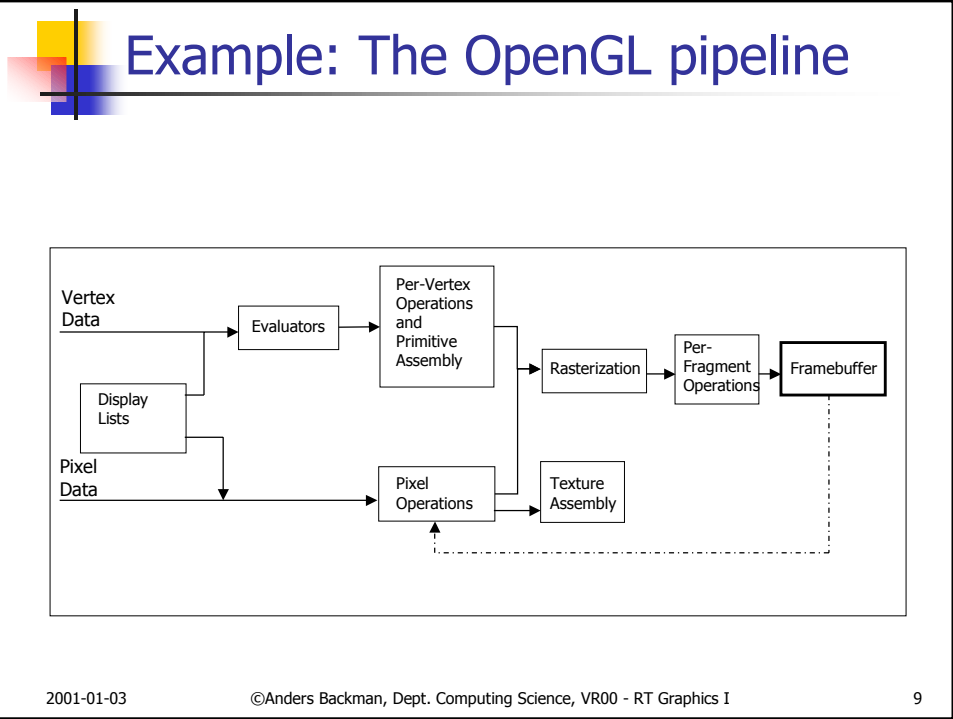 Example: The OpenGL pipeline
Vertex
Data
Evaluators
Per-Vertex
Operations
and
Primitive
Assembly
Display
Lists
Rasterization
Per-
Fragment
Operations
Framebuffer
Pixel
Data
Pixel
Operations
Texture
Assembly
2001-01-03
©Anders Backman, Dept. Computing Science, VR00 - RT Graphics I
9